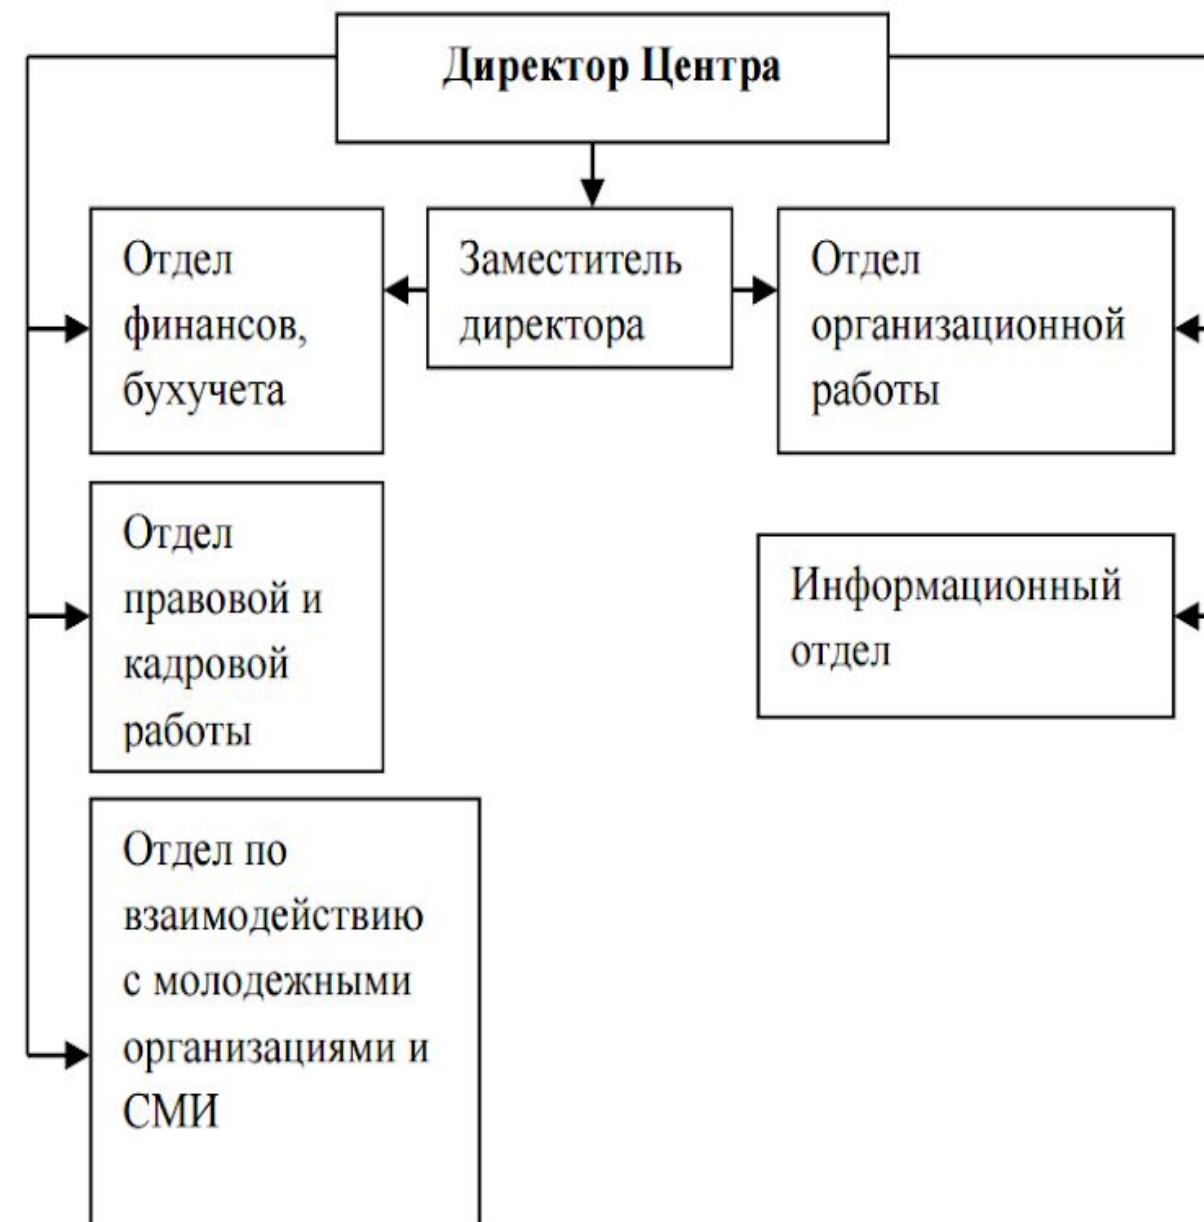 Директор Центра
Отдел
финансов,
бухучета
Заместитель
директора
Отдел
организационной
работы
Отдел
правовой и
кадровой
работы
Информационный
отдел
Отдел по
взаимодействию
с молодежными
организациями и
СМИ